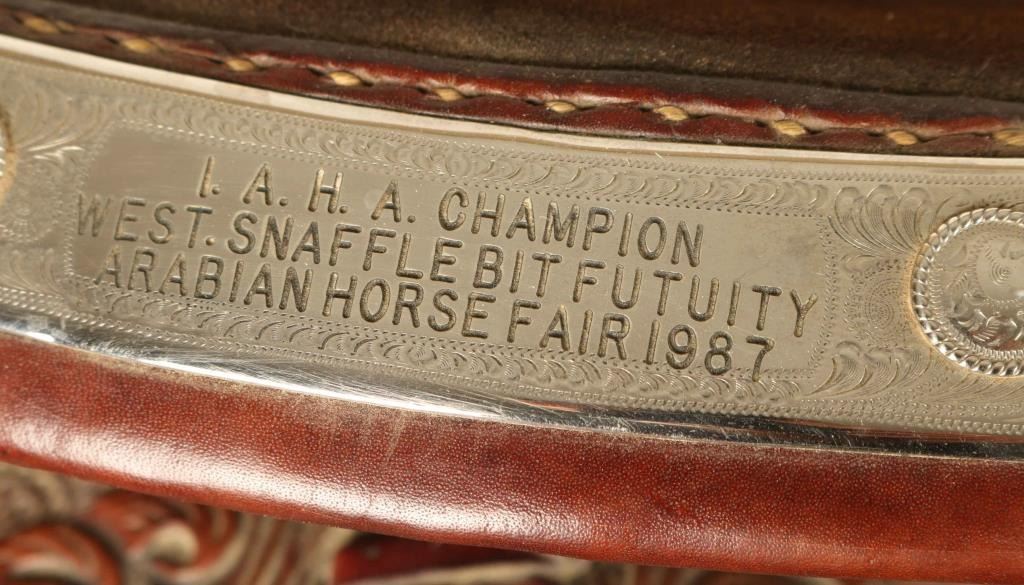 I. A. H. A. CHAMPION
WEST. SNAFFLE BIT FUTUITY
ARABIAN HORSE FAIR 1987